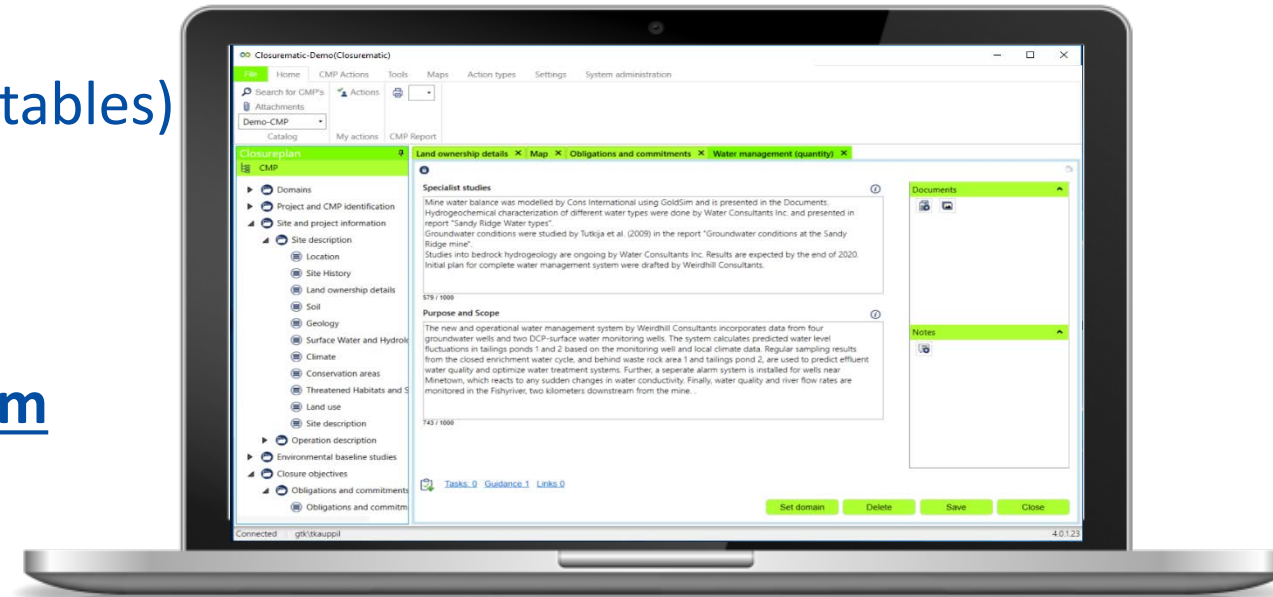 tables)
m
Closurematic-Demo(Closurematic)
File Home CMP Actions Tools Maps Action types Settings System administration
Search for CMP's Actions
Attachments
Demo-CMP
Catalog My actions CMP Report
Closureplan
CMP
Domains
Project and CMP identification
Site and project information
Site description
Location
Site History
Land ownership details
Soil
Geology
Surface Water and Hydrolo
Climate
Conservation areas
Threatened Habitats and S
Land use
Site description
Operation description
Environmental baseline studies
Closure objectives
Obligations and commitments
Obligations and commitm
Land ownership details Map Obligations and commitments Water management (quantity)
Specialist studies
Mine water balance was modelled by Cons International using GoldSim and is presented in the Documents.
Hydrogeochemical characterization of different water types were done by Water Consultants Inc. and presented in
report "Sandy Ridge Water types".
Groundwater conditions were studied by Tutkija et al. (2009) in the report "Groundwater conditions at the Sandy
Ridge mine".
Studies into bedrock hydrogeology are ongoing by Water Consultants Inc. Results are expected by the end of 2020.
Initial plan for complete water management system were drafted by Weirdhill Consultants.
579 / 1000
Purpose and Scope
The new and operational water management system by Weirdhill Consultants incorporates data from four
groundwater wells and two DCP-surface water monitoring wells. The system calculates predicted water level
fluctuations in tailings ponds 1 and 2 based on the monitoring well and local climate data. Regular sampling results
from the closed enrichment water cycle, and behind waste rock area 1 and tailings pond 2, are used to predict effluent
water quality and optimize water treatment systems. Further, a seperate alarm system is installed for wells near
Minetown, which reacts to any sudden changes in water conductivity. Finally, water quality and river flow rates are
monitored in the Fishyriver, two kilometers downstream from the mine. .
743 / 1000
Tasks: 0 Guidance 1 Links 0
Documents
Notes
Set domain Delete Save Close
Connected gtk\tkauppil 4.0.1.23